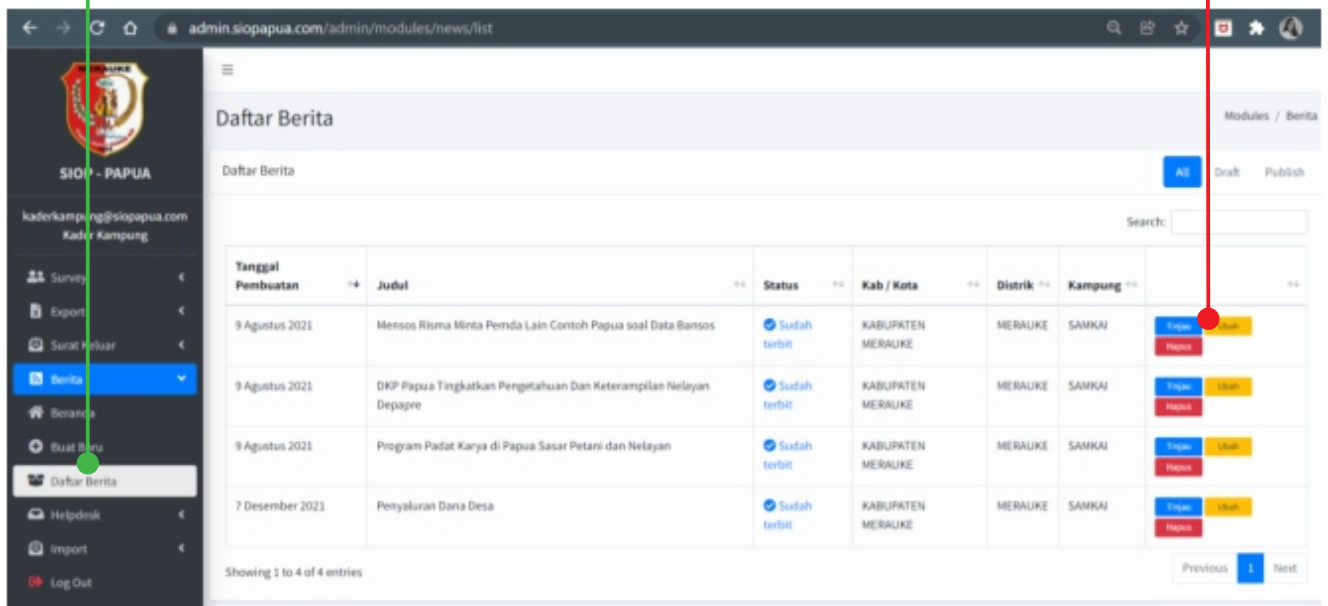 admin.siopapua.com/admin/modules/news/list
MERAUKE
SIOP - PAPUA
kaderkampung@siopapua.com
Kader Kampung
Survey
Export
Surat Keluar
Berita
Beranda
Buat Baru
Daftar Berita
Helpdesk
Import
Log Out
Daftar Berita
Modules / Berita
Daftar Berita
All Draft Publish
Search:
Tanggal
Pembuatan Judul Status Kab / Kota Distrik Kampung
9 Agustus 2021 Mensos Risma Minta Pemda Lain Contoh Papua soal Data Bansos Sudah KABUPATEN MERAUKE SAMKAI Tinjau Ubah
terbit MERAUKE Hapus
9 Agustus 2021 DKP Papua Tingkatkan Pengetahuan Dan Keterampilan Nelayan Sudah KABUPATEN MERAUKE SAMKAI Tinjau Ubah
Depapre terbit MERAUKE Hapus
9 Agustus 2021 Program Padat Karya di Papua Sasar Petani dan Nelayan Sudah KABUPATEN MERAUKE SAMKAI Tinjau Ubah
terbit MERAUKE Hapus
7 Desember 2021 Penyaluran Dana Desa Sudah KABUPATEN MERAUKE SAMKAI Tinjau Ubah
terbit MERAUKE Hapus
Showing 1 to 4 of 4 entries
Previous 1 Next